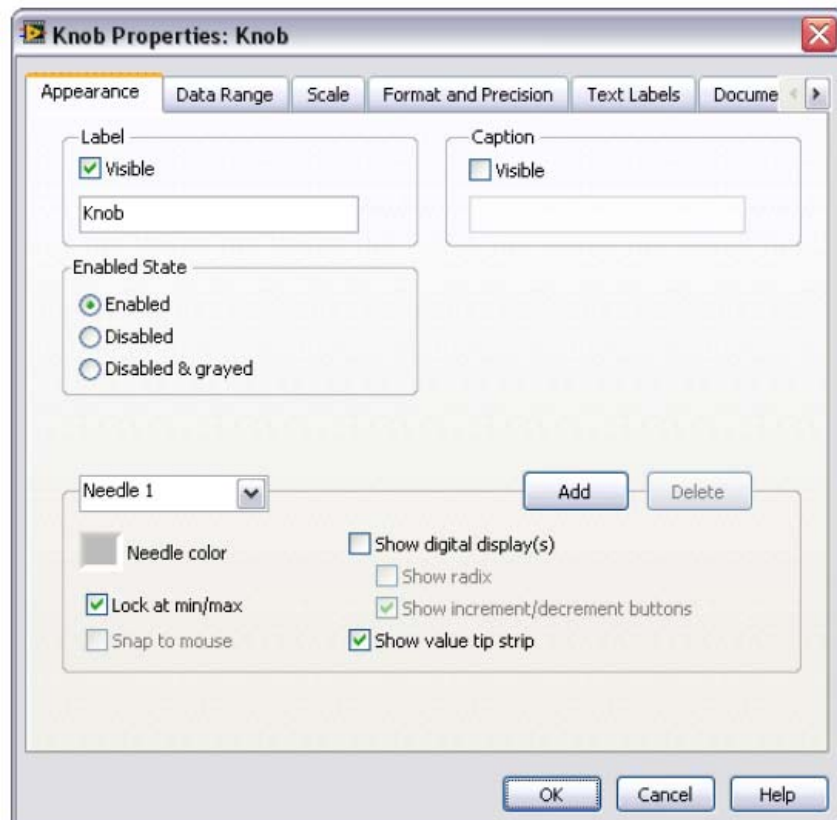 Knob Properties: Knob
Appearance Data Range Scale Format and Precision Text Labels Docume
Label
Visible
Knob
Caption
Visible
Enabled State
Enabled
Disabled
Disabled & grayed
Needle 1
Add
Delete
Needle color
Lock at min/max
Snap to mouse
Show digital display(s)
Show radix
Show increment/decrement buttons
Show value tip strip
OK Cancel Help